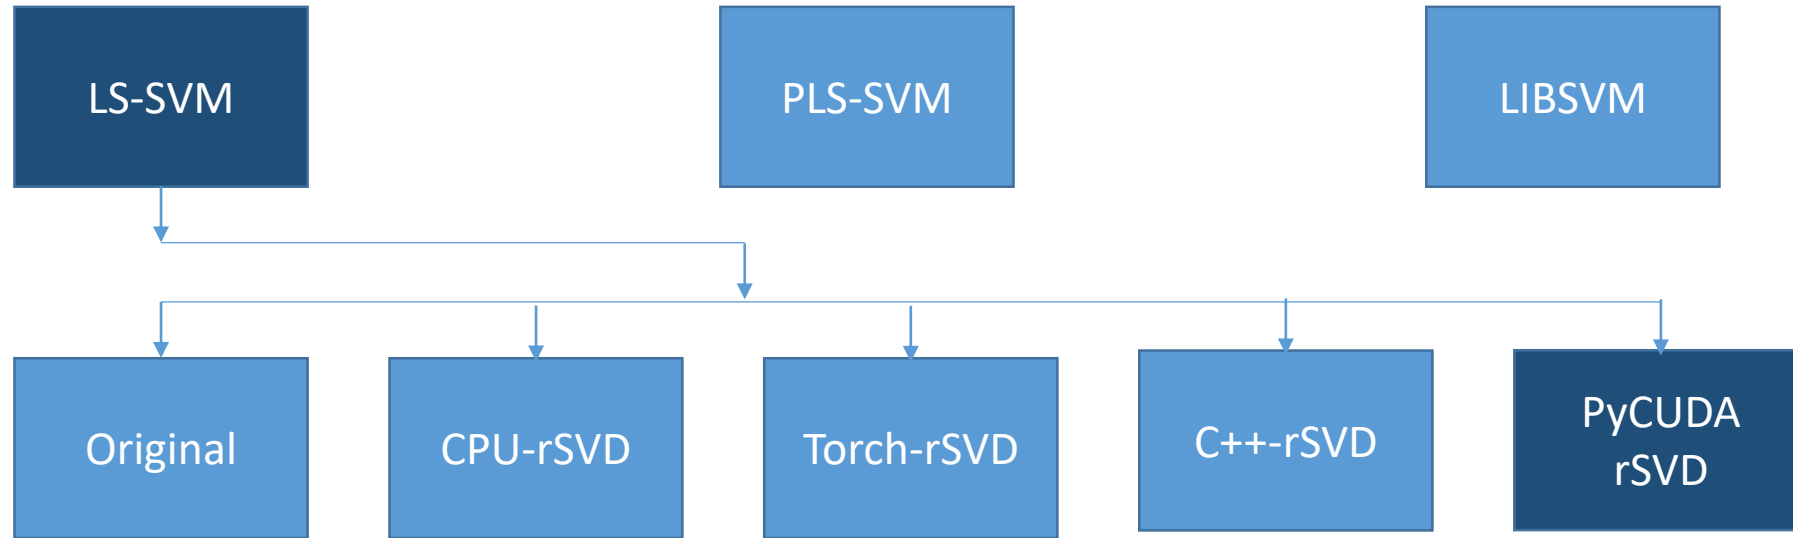 LS-SVM
PLS-SVM
LIBSVM
Original
CPU-rSVD
Torch-rSVD
C++-rSVD
PyCUDA
rSVD